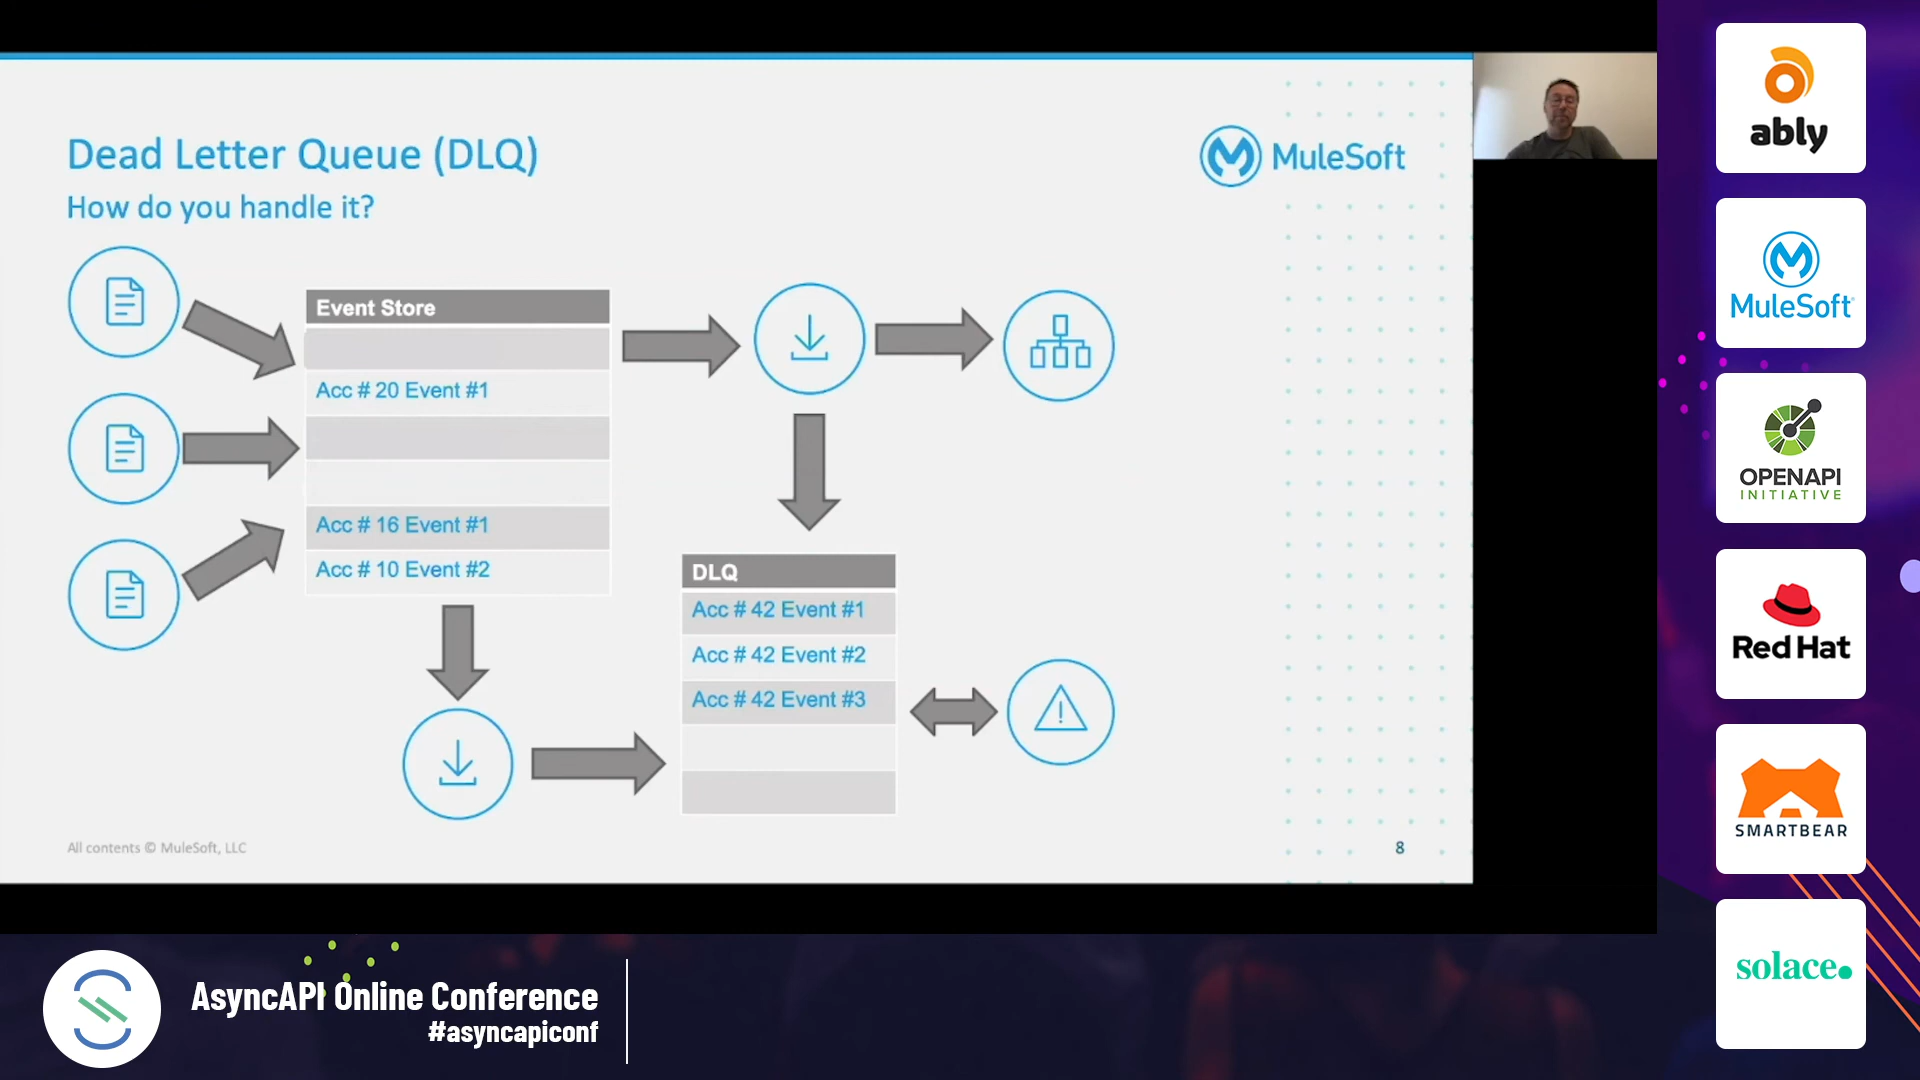 Dead Letter Queue (DLQ)
How do you handle it?
MuleSoft
Event Store
Acc # 20 Event #1
Acc # 16 Event #1
Acc # 10 Event #2
DLQ
Acc # 42 Event #1
Acc # 42 Event #2
Acc # 42 Event #3
All contents © MuleSoft, LLC
8
ably
MuleSoft
OPENAPI
INITIATIVE
Red Hat
SMARTBEAR
solace.
AsyncAPI Online Conference
#asyncapiconf